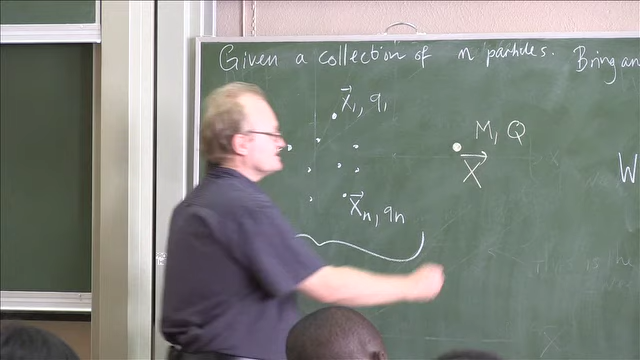 Given a collection of n particles. Bring an
x⃗₁, q₁
M, Q
X⃗
W
x⃗ₙ, qₙ